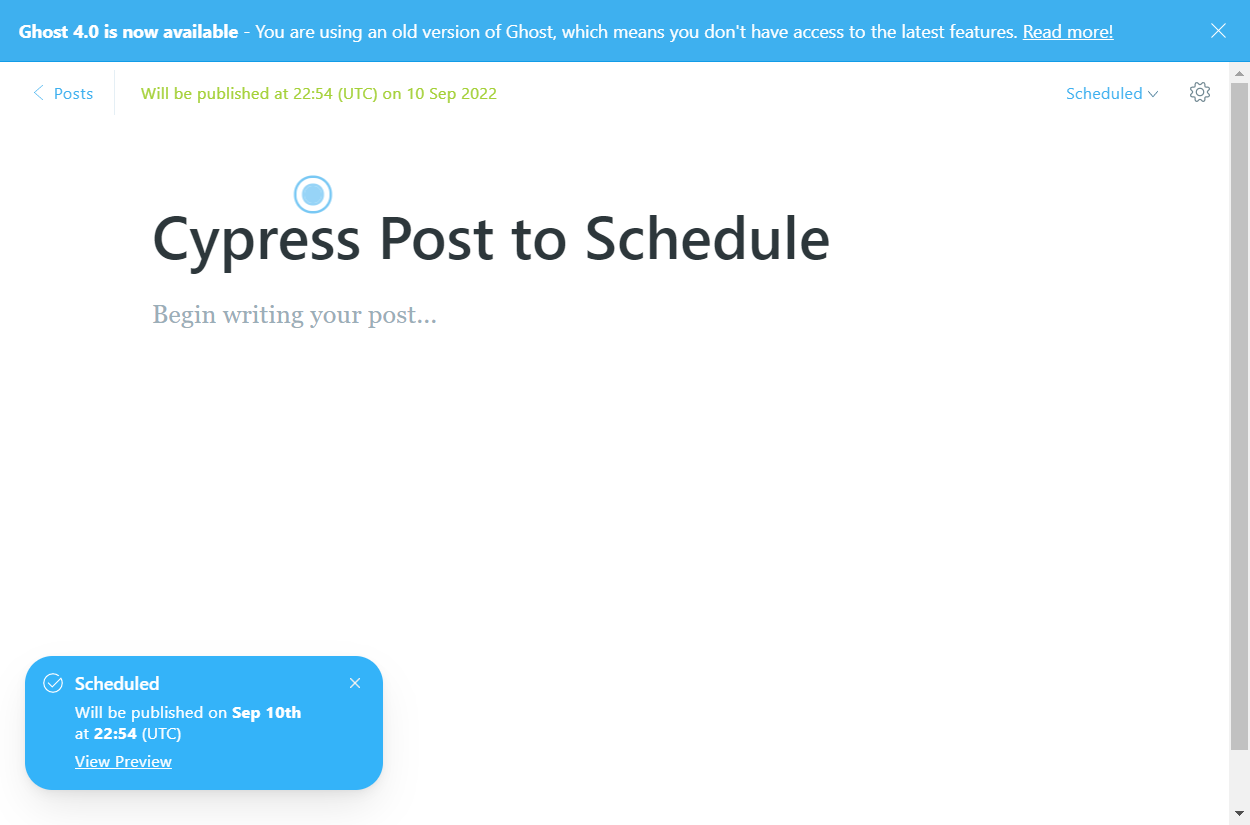 Ghost 4.0 is now available - You are using an old version of Ghost, which means you don't have access to the latest features. Read more!
Posts
Will be published at 22:54 (UTC) on 10 Sep 2022
Scheduled
Cypress Post to Schedule
Begin writing your post...
Scheduled
Will be published on Sep 10th
at 22:54 (UTC)
View Preview